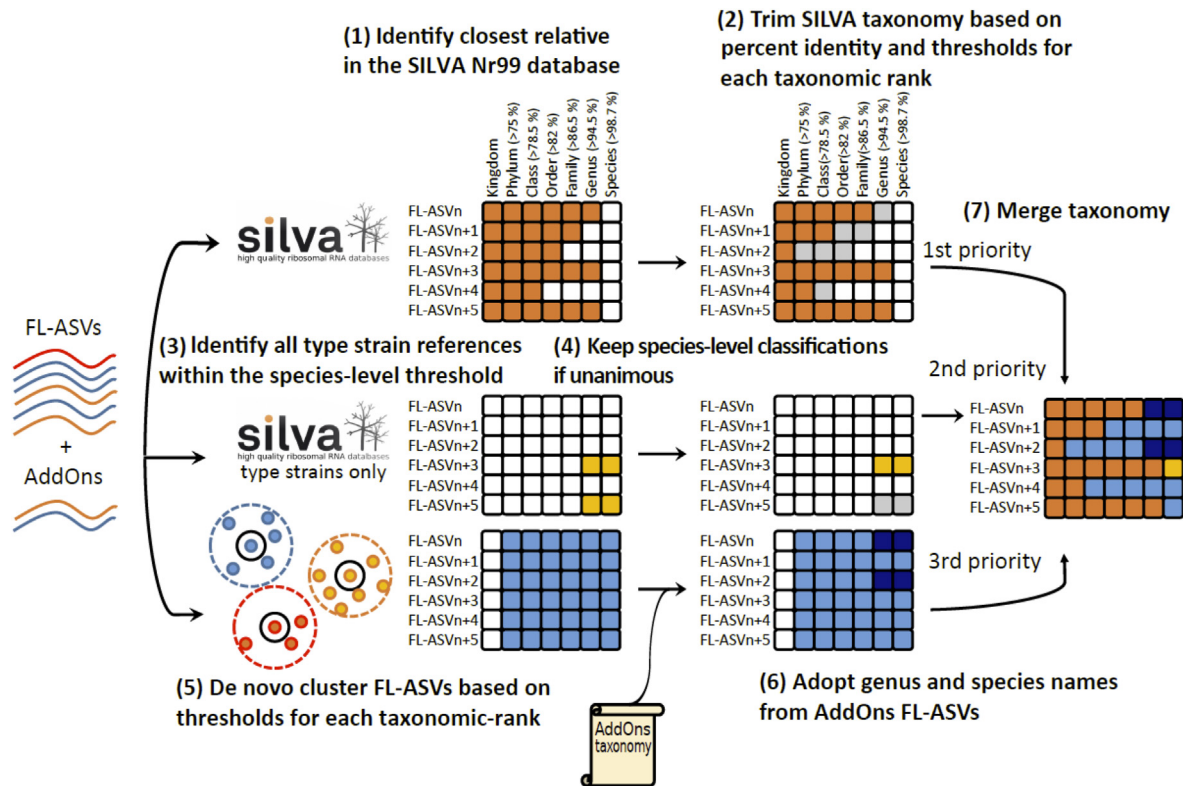 (1) Identify closest relative
in the SILVA Nr99 database
(2) Trim SILVA taxonomy based on
percent identity and thresholds for
each taxonomic rank
Kingdom
Phylum (>75 %)
Class (>78.5 %)
Order (>82 %)
Family (>86.5 %)
Genus (>94.5 %)
Species (>98.7 %)
Kingdom
Phylum (>75 %)
Class(>78.5 %)
Order(>82 %)
Family(>86.5 %)
Genus (>94.5 %)
Species (>98.7 %)
silva
high quality ribosomal RNA databases
FL-ASVn
FL-ASVn+1
FL-ASVn+2
FL-ASVn+3
FL-ASVn+4
FL-ASVn+5
FL-ASVn
FL-ASVn+1
FL-ASVn+2
FL-ASVn+3
FL-ASVn+4
FL-ASVn+5
(7) Merge taxonomy
1st priority
FL-ASVs
+
AddOns
(3) Identify all type strain references
within the species-level threshold
(4) Keep species-level classifications
if unanimous
2nd priority
silva
high quality ribosomal RNA databases
type strains only
FL-ASVn
FL-ASVn+1
FL-ASVn+2
FL-ASVn+3
FL-ASVn+4
FL-ASVn+5
FL-ASVn
FL-ASVn+1
FL-ASVn+2
FL-ASVn+3
FL-ASVn+4
FL-ASVn+5
FL-ASVn
FL-ASVn+1
FL-ASVn+2
FL-ASVn+3
FL-ASVn+4
FL-ASVn+5
FL-ASVn
FL-ASVn+1
FL-ASVn+2
FL-ASVn+3
FL-ASVn+4
FL-ASVn+5
FL-ASVn
FL-ASVn+1
FL-ASVn+2
FL-ASVn+3
FL-ASVn+4
FL-ASVn+5
3rd priority
(5) De novo cluster FL-ASVs based on
thresholds for each taxonomic-rank
AddOns
taxonomy
(6) Adopt genus and species names
from AddOns FL-ASVs